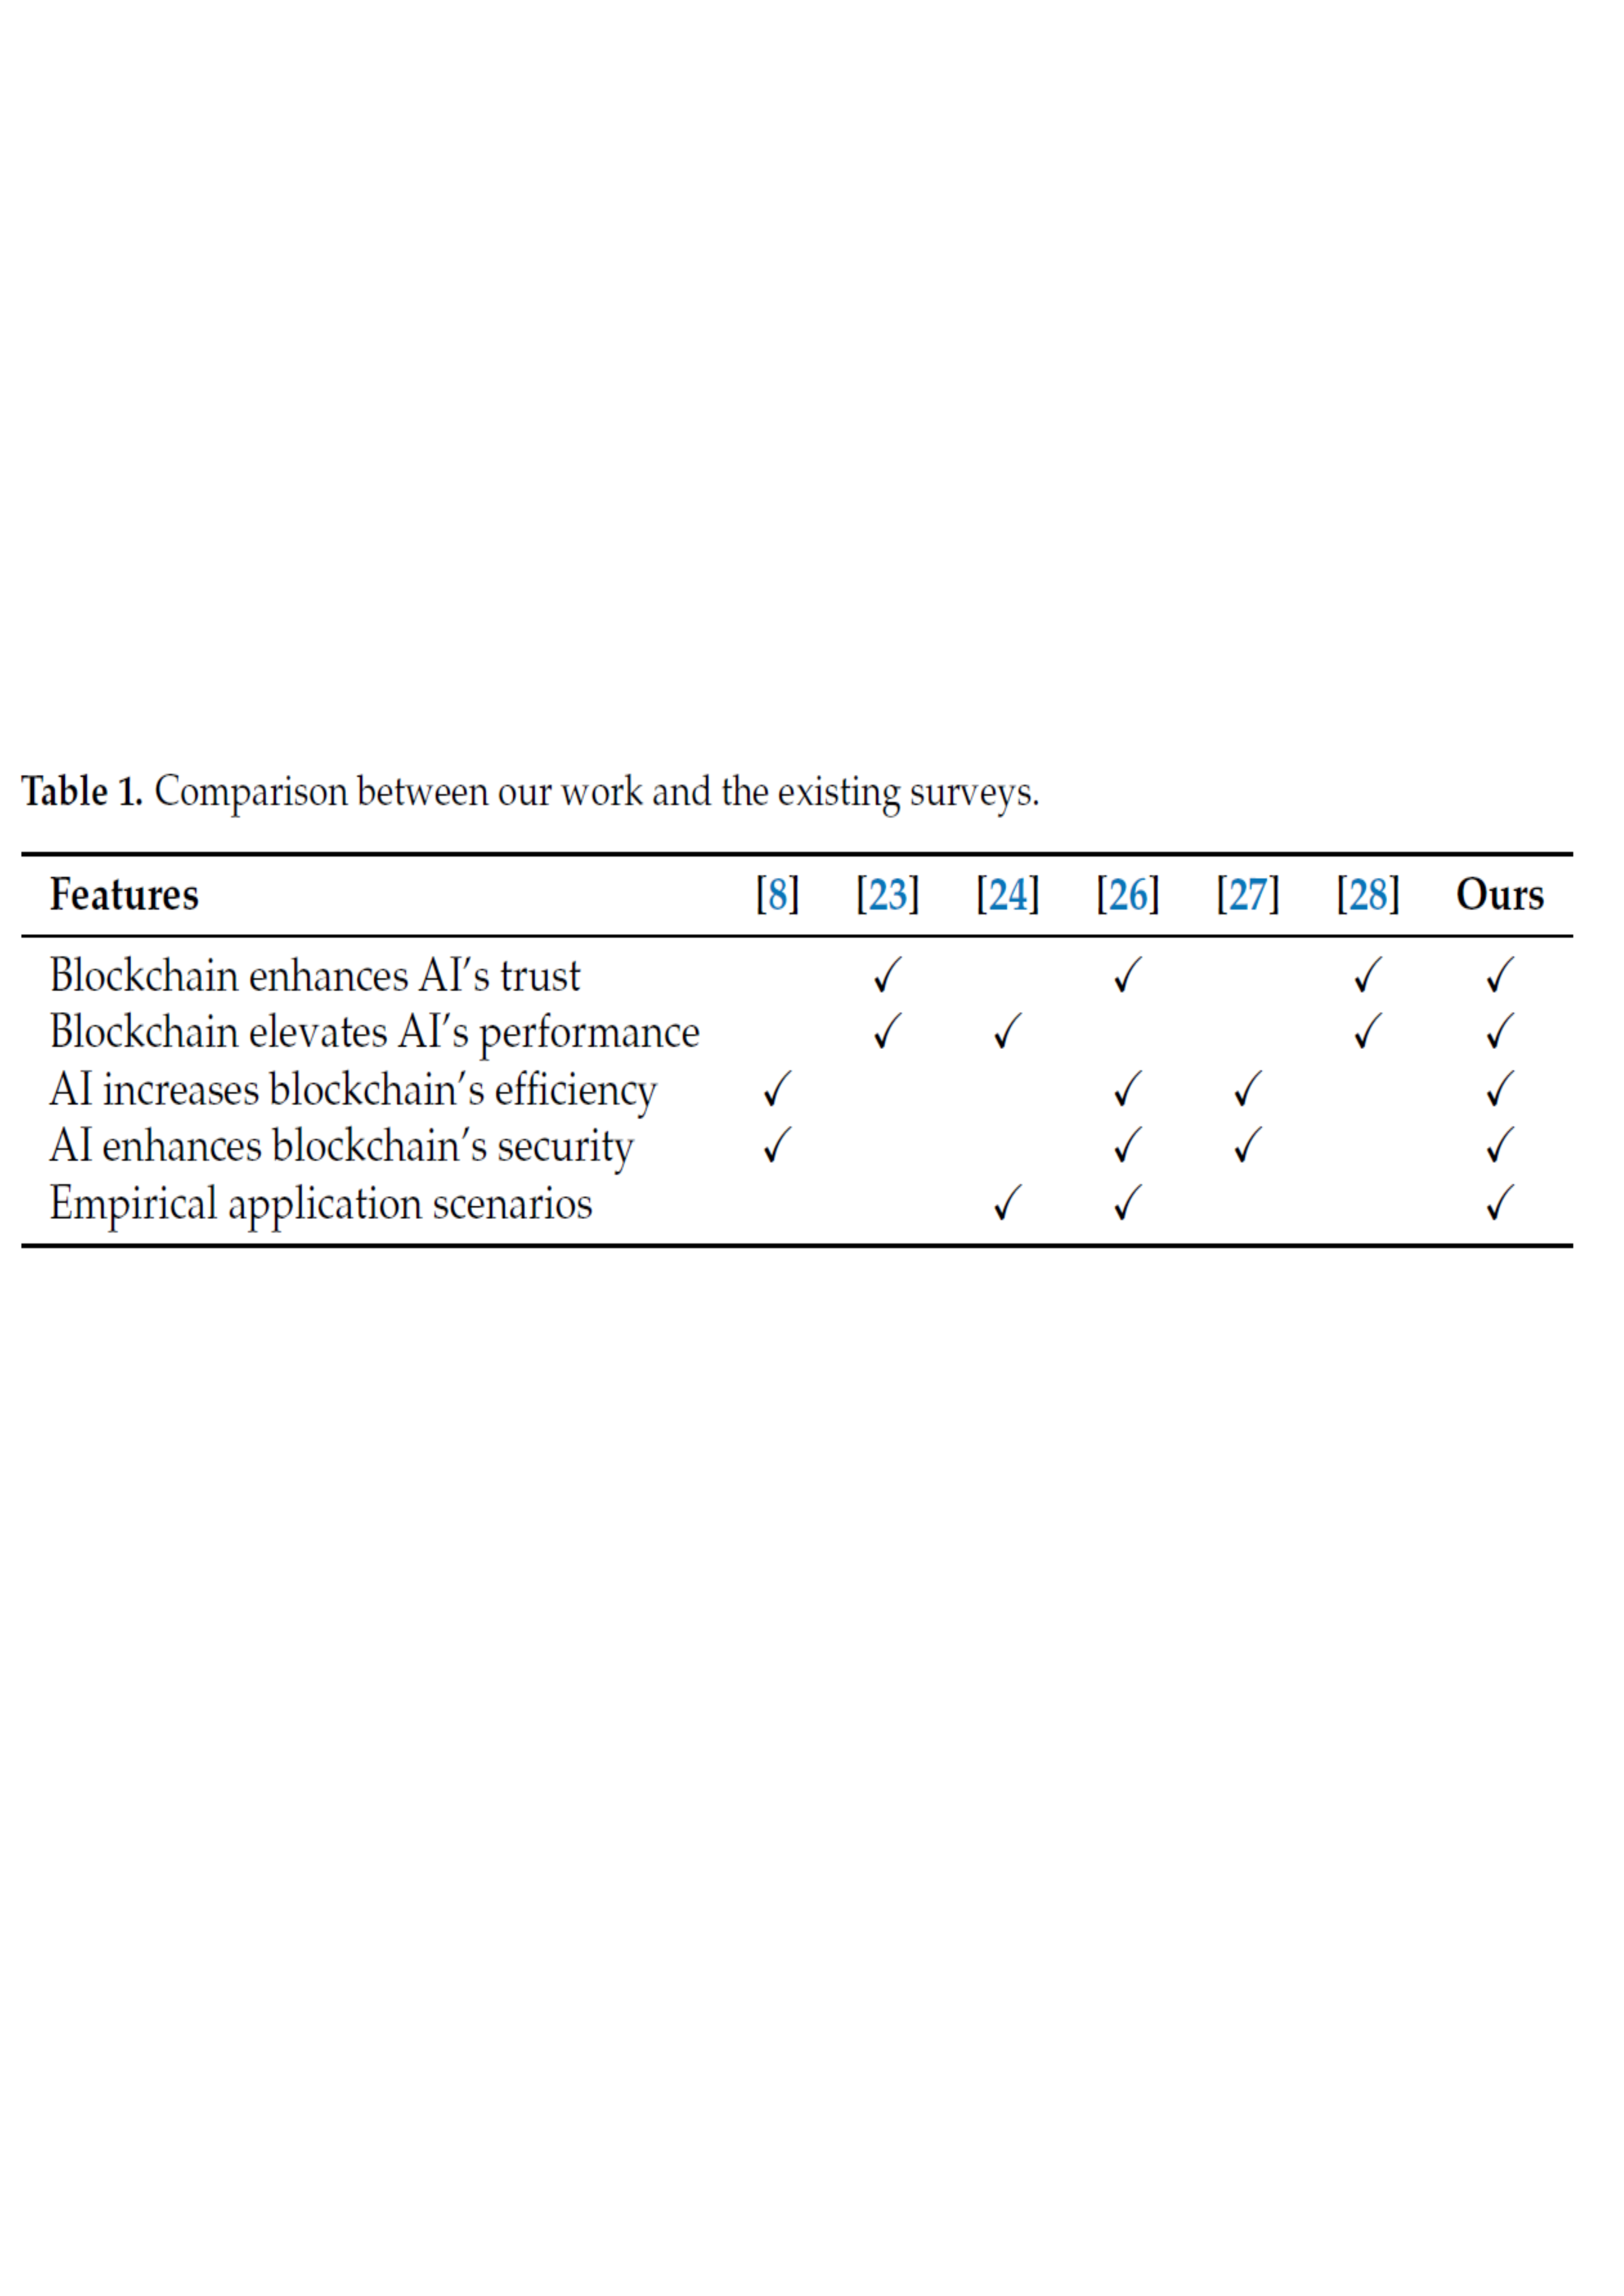 Table 1. Comparison between our work and the existing surveys.
Features [8] [23] [24] [26] [27] [28] Ours
Blockchain enhances AI’s trust ✓ ✓ ✓ ✓
Blockchain elevates AI’s performance ✓ ✓ ✓ ✓
AI increases blockchain’s efficiency ✓ ✓ ✓ ✓
AI enhances blockchain’s security ✓ ✓ ✓ ✓
Empirical application scenarios ✓ ✓ ✓